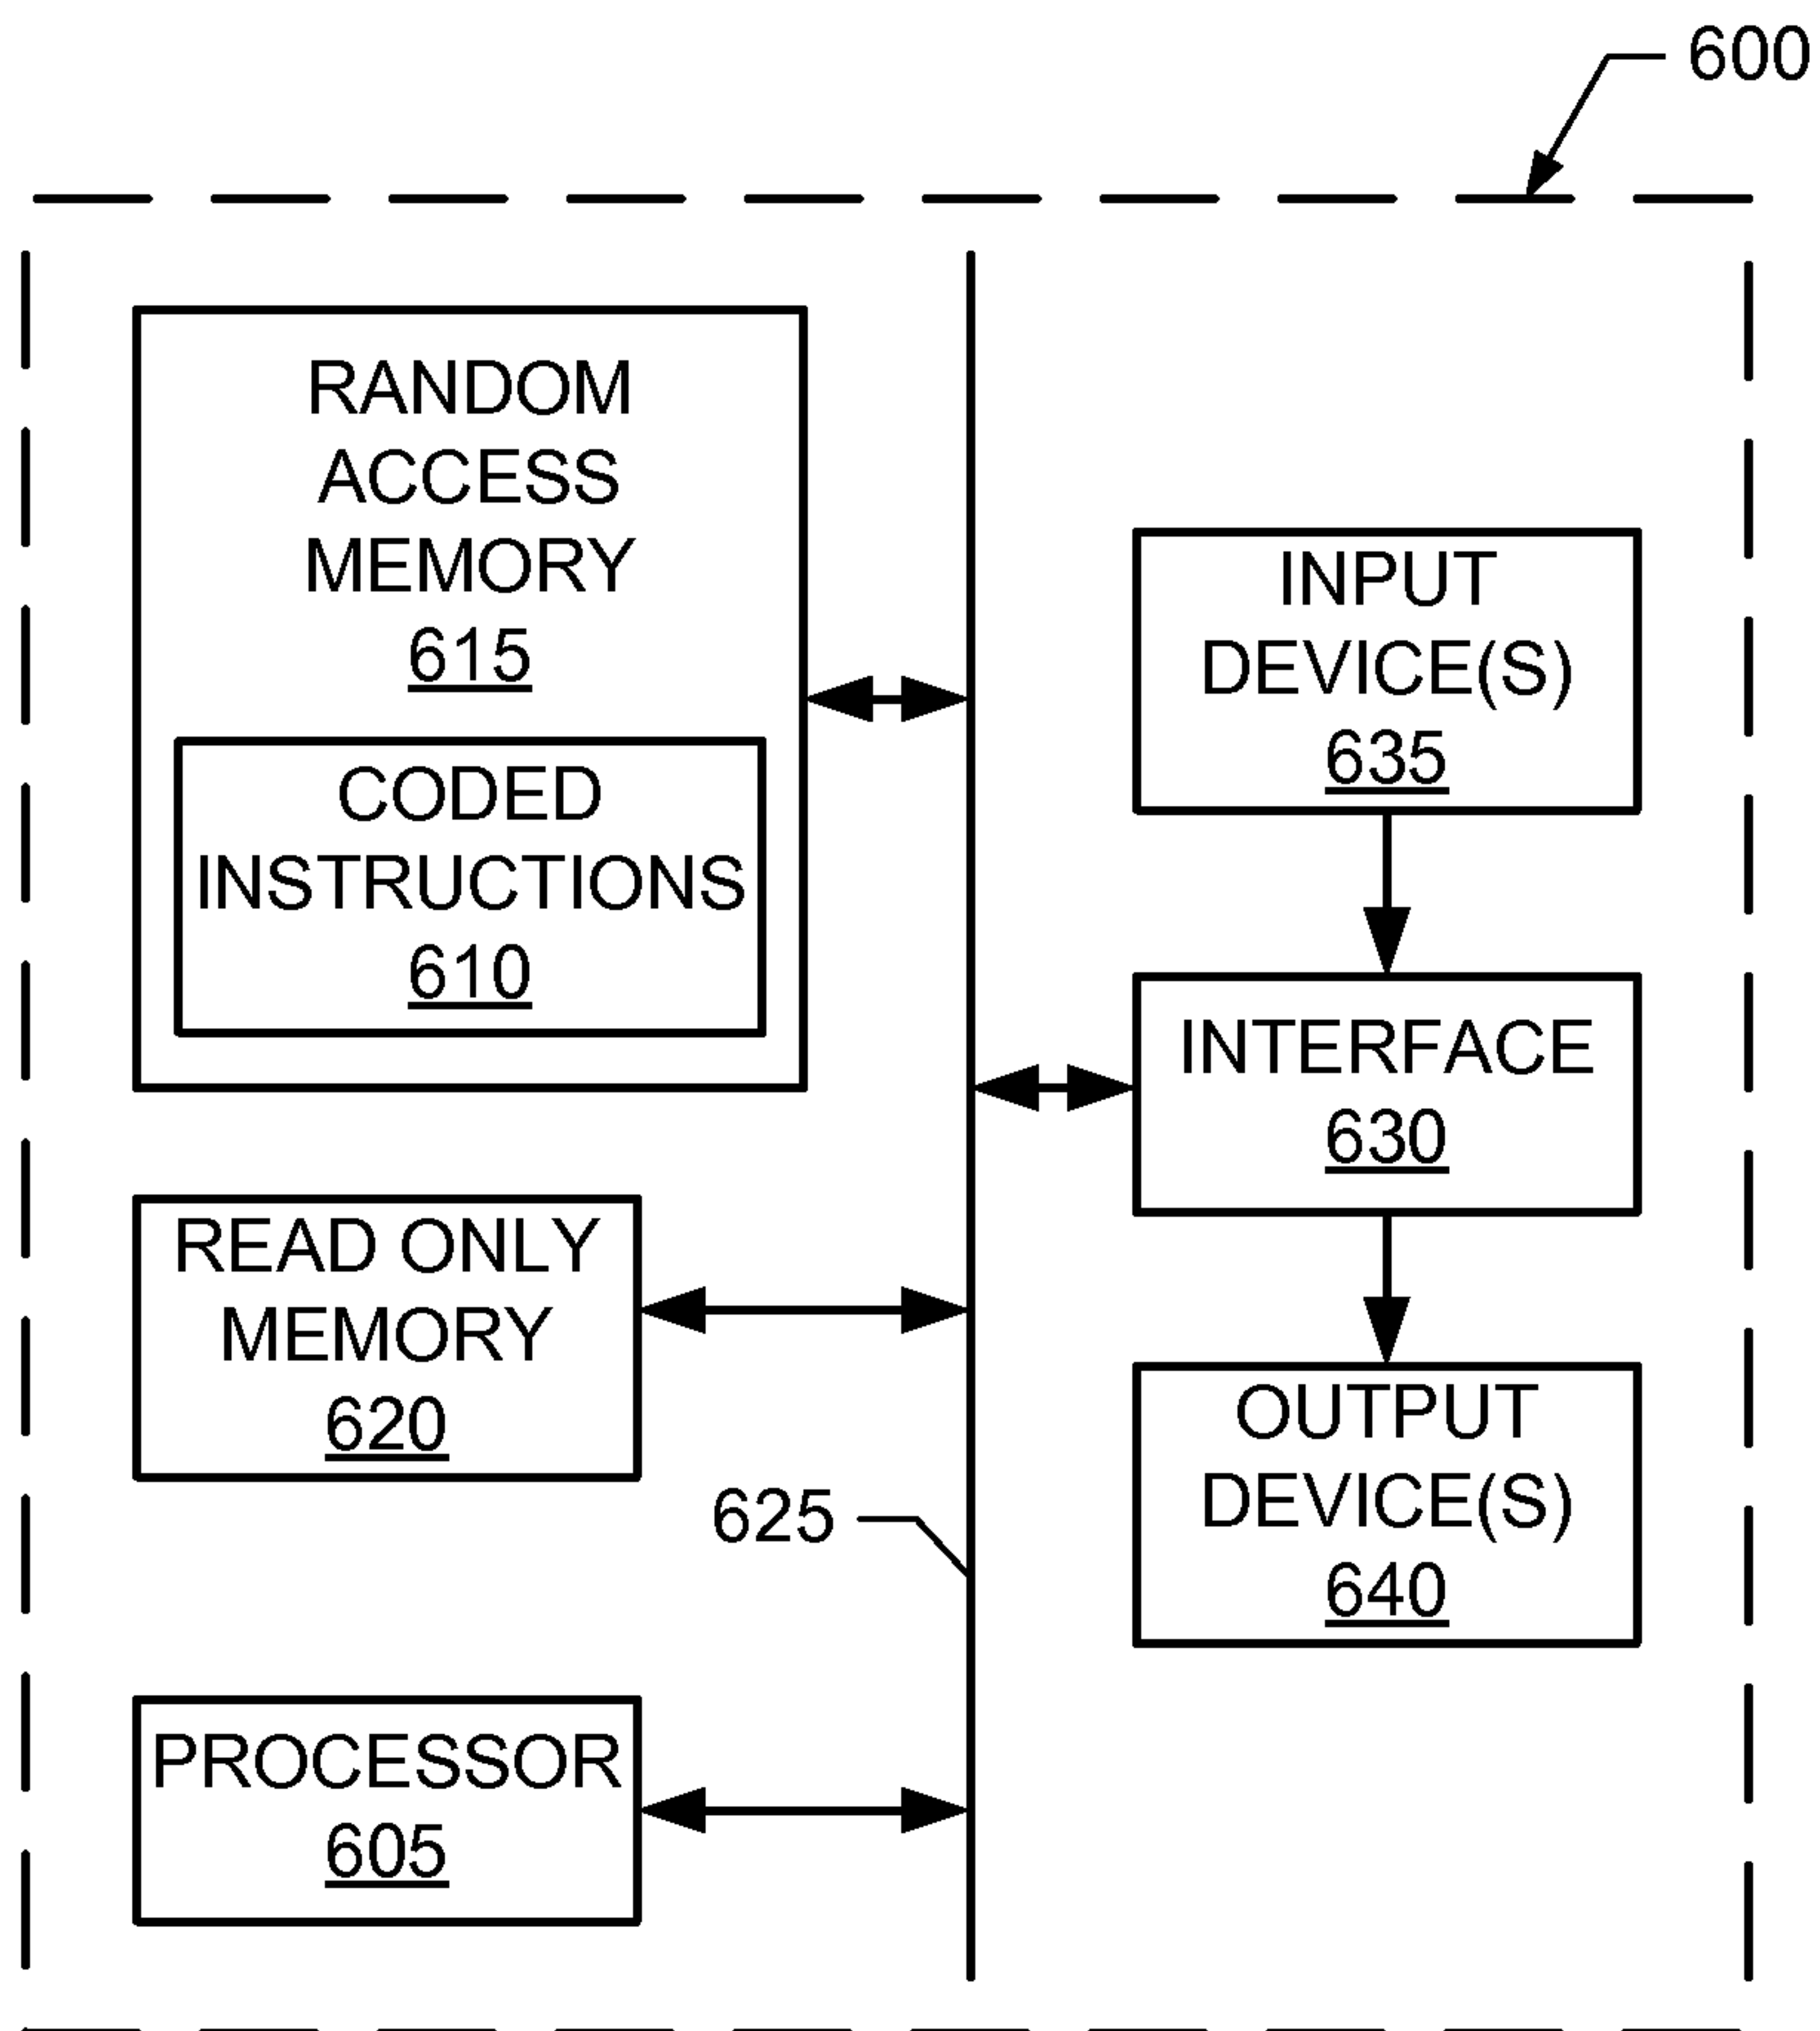 600
RANDOM
ACCESS
MEMORY
615
CODED
INSTRUCTIONS
610
READ ONLY
MEMORY
620
625
PROCESSOR
605
INPUT
DEVICE(S)
635
INTERFACE
630
OUTPUT
DEVICE(S)
640